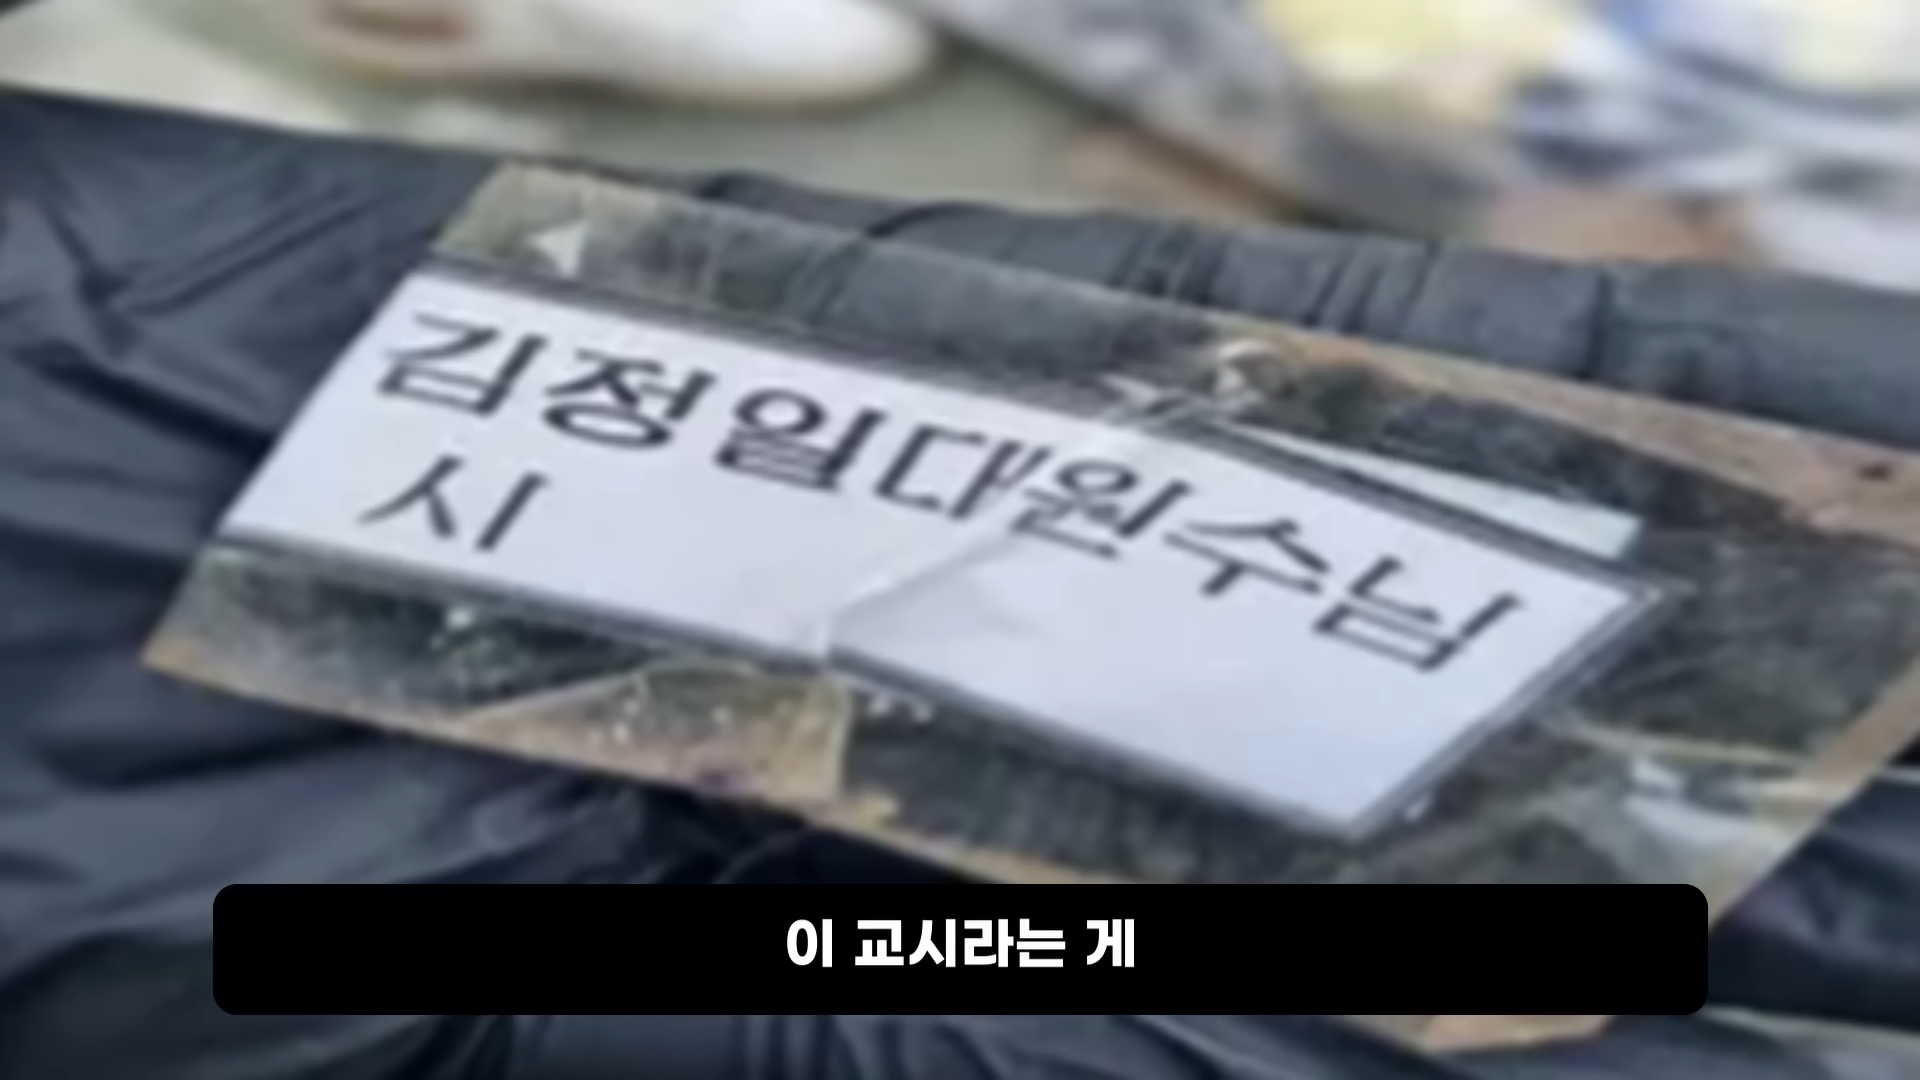 김정일대원수님
시
이 교시라는 게